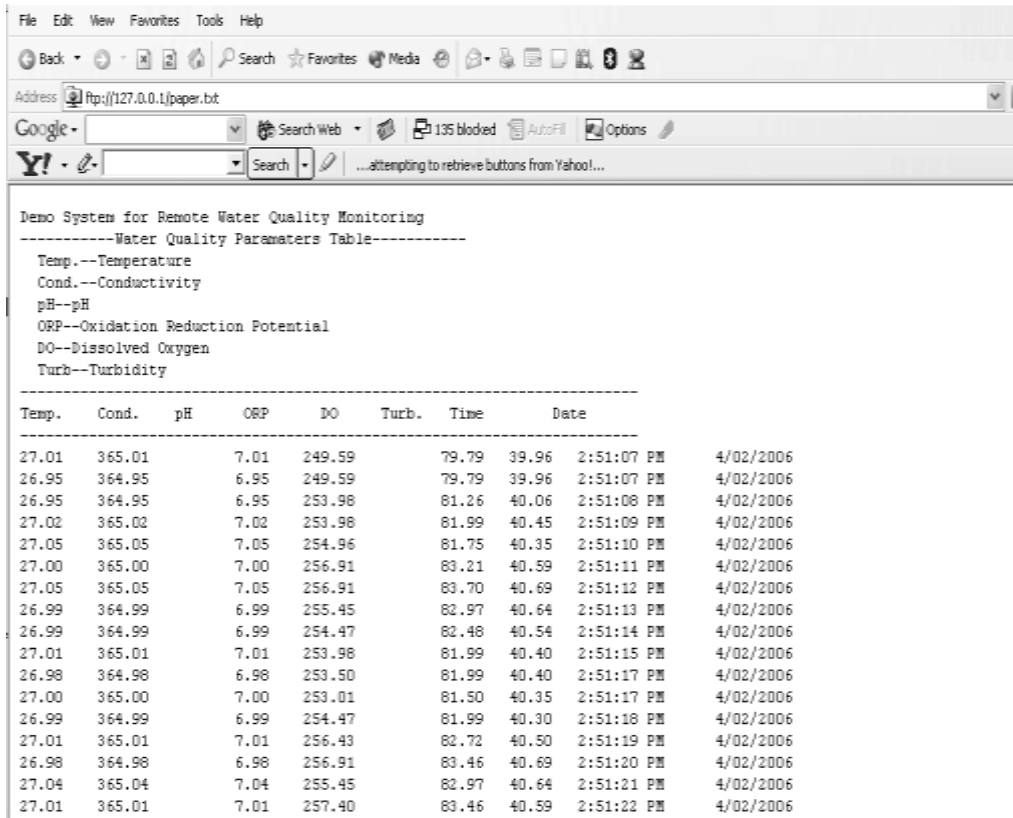 File Edit View Favorites Tools Help
Back Search Favorites Media
Address ftp://127.0.0.1/paper.txt
Google Search Web 135 blocked AutoFill Options
Y! Search ...attempting to retrieve buttons from Yahoo!...
Demo System for Remote Water Quality Monitoring
-----------Water Quality Paramaters Table-----------
Temp.--Temperature
Cond.--Conductivity
pH--pH
ORP--Oxidation Reduction Potential
DO--Dissolved Oxygen
Turb--Turbidity
Temp. Cond. pH ORP DO Turb. Time Date
27.01 365.01 7.01 249.59 79.79 39.96 2:51:07 PM 4/02/2006
26.95 364.95 6.95 249.59 79.79 39.96 2:51:07 PM 4/02/2006
26.95 364.95 6.95 253.98 81.26 40.06 2:51:08 PM 4/02/2006
27.02 365.02 7.02 253.98 81.99 40.45 2:51:09 PM 4/02/2006
27.05 365.05 7.05 254.96 81.75 40.35 2:51:10 PM 4/02/2006
27.00 365.00 7.00 256.91 83.21 40.59 2:51:11 PM 4/02/2006
27.05 365.05 7.05 256.91 83.70 40.69 2:51:12 PM 4/02/2006
26.99 364.99 6.99 255.45 82.97 40.64 2:51:13 PM 4/02/2006
26.99 364.99 6.99 254.47 82.48 40.54 2:51:14 PM 4/02/2006
27.01 365.01 7.01 253.98 81.99 40.40 2:51:15 PM 4/02/2006
26.98 364.98 6.98 253.50 81.99 40.40 2:51:17 PM 4/02/2006
27.00 365.00 7.00 253.01 81.50 40.35 2:51:17 PM 4/02/2006
26.99 364.99 6.99 254.47 81.99 40.30 2:51:18 PM 4/02/2006
27.01 365.01 7.01 256.43 82.72 40.50 2:51:19 PM 4/02/2006
26.98 364.98 6.98 256.91 83.46 40.69 2:51:20 PM 4/02/2006
27.04 365.04 7.04 255.45 82.97 40.64 2:51:21 PM 4/02/2006
27.01 365.01 7.01 257.40 83.46 40.59 2:51:22 PM 4/02/2006